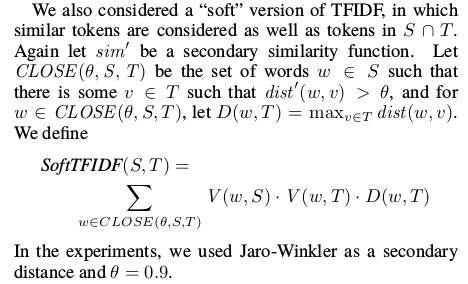 We also considered a “soft” version of TFIDF, in which
similar tokens are considered as well as tokens in S ∩ T.
Again let sim′ be a secondary similarity function. Let
CLOSE(θ, S, T) be the set of words w ∈ S such that
there is some v ∈ T such that dist′(w, v) > θ, and for
w ∈ CLOSE(θ, S, T), let D(w, T) = max_{v∈T} dist(w, v).
We define
SoftTFIDF(S, T) =
∑_{w∈CLOSE(θ,S,T)} V(w, S) · V(w, T) · D(w, T)
In the experiments, we used Jaro-Winkler as a secondary
distance and θ = 0.9.